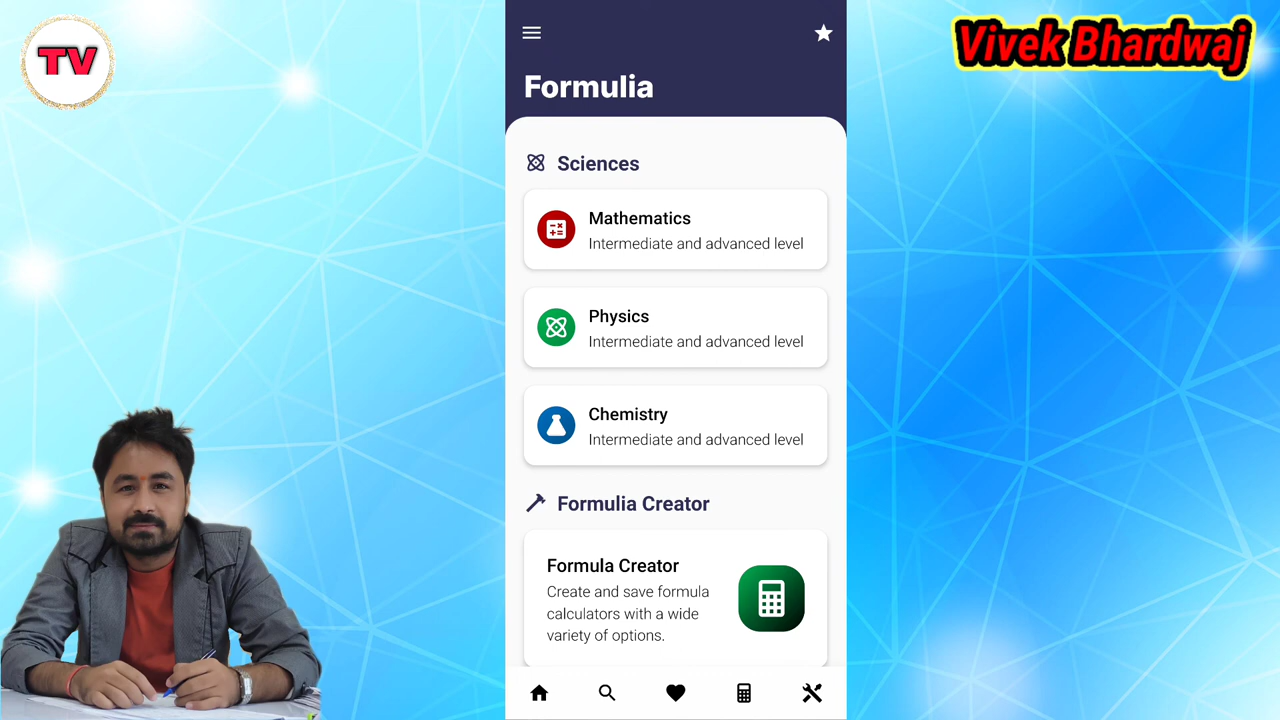 TV
Vivek Bhardwaj
Formulia
Sciences
Mathematics
Intermediate and advanced level
Physics
Intermediate and advanced level
Chemistry
Intermediate and advanced level
Formulia Creator
Formula Creator
Create and save formula
calculators with a wide
variety of options.